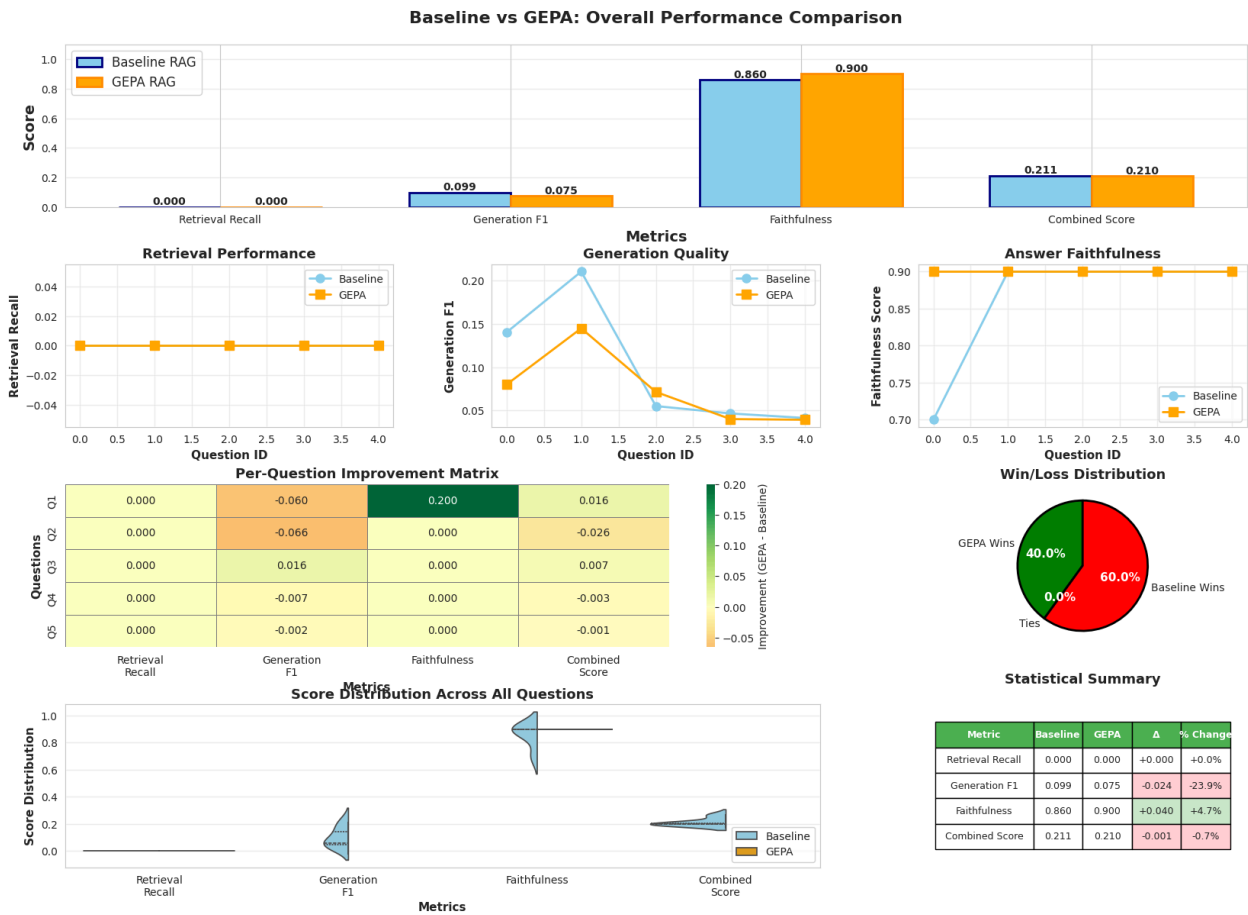 Baseline vs GEPA: Overall Performance Comparison
Score
1.0
0.8
0.6
0.4
0.2
0.0
Baseline RAG
GEPA RAG
0.000
0.000
0.099
0.075
0.860
0.900
0.211
0.210
Retrieval Recall
Generation F1
Faithfulness
Combined Score
Metrics
Retrieval Performance
Retrieval Recall
0.04
0.02
0.00
−0.02
−0.04
Baseline
GEPA
0.0 0.5 1.0 1.5 2.0 2.5 3.0 3.5 4.0
Question ID
Generation Quality
Generation F1
0.20
0.15
0.10
0.05
Baseline
GEPA
0.0 0.5 1.0 1.5 2.0 2.5 3.0 3.5 4.0
Question ID
Answer Faithfulness
Faithfulness Score
0.90
0.85
0.80
0.75
0.70
Baseline
GEPA
0.0 0.5 1.0 1.5 2.0 2.5 3.0 3.5 4.0
Question ID
Per-Question Improvement Matrix
Questions
Q1 0.000 -0.060 0.200 0.016
Q2 0.000 -0.066 0.000 -0.026
Q3 0.000 0.016 0.000 0.007
Q4 0.000 -0.007 0.000 -0.003
Q5 0.000 -0.002 0.000 -0.001
Retrieval
Recall
Generation
F1
Faithfulness
Combined
Score
Metrics
0.20
0.15
0.10
0.05
0.00
−0.05
Improvement (GEPA - Baseline)
Win/Loss Distribution
GEPA Wins
40.0%
60.0%
Baseline Wins
0.0%
Ties
Score Distribution Across All Questions
Score Distribution
1.0
0.8
0.6
0.4
0.2
0.0
Baseline
GEPA
Retrieval
Recall
Generation
F1
Faithfulness
Combined
Score
Metrics
Statistical Summary
Metric Baseline GEPA Δ % Change
Retrieval Recall 0.000 0.000 +0.000 +0.0%
Generation F1 0.099 0.075 -0.024 -23.9%
Faithfulness 0.860 0.900 +0.040 +4.7%
Combined Score 0.211 0.210 -0.001 -0.7%